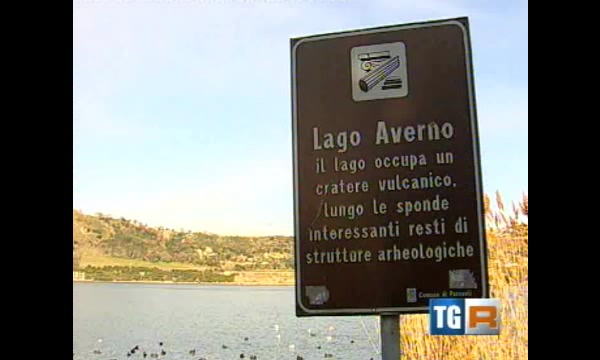 Lago Averno
il lago occupa un
cratere vulcanico.
lungo le sponde
interessanti resti di
strutture arheologiche
Comune di Pozzuoli
TGR